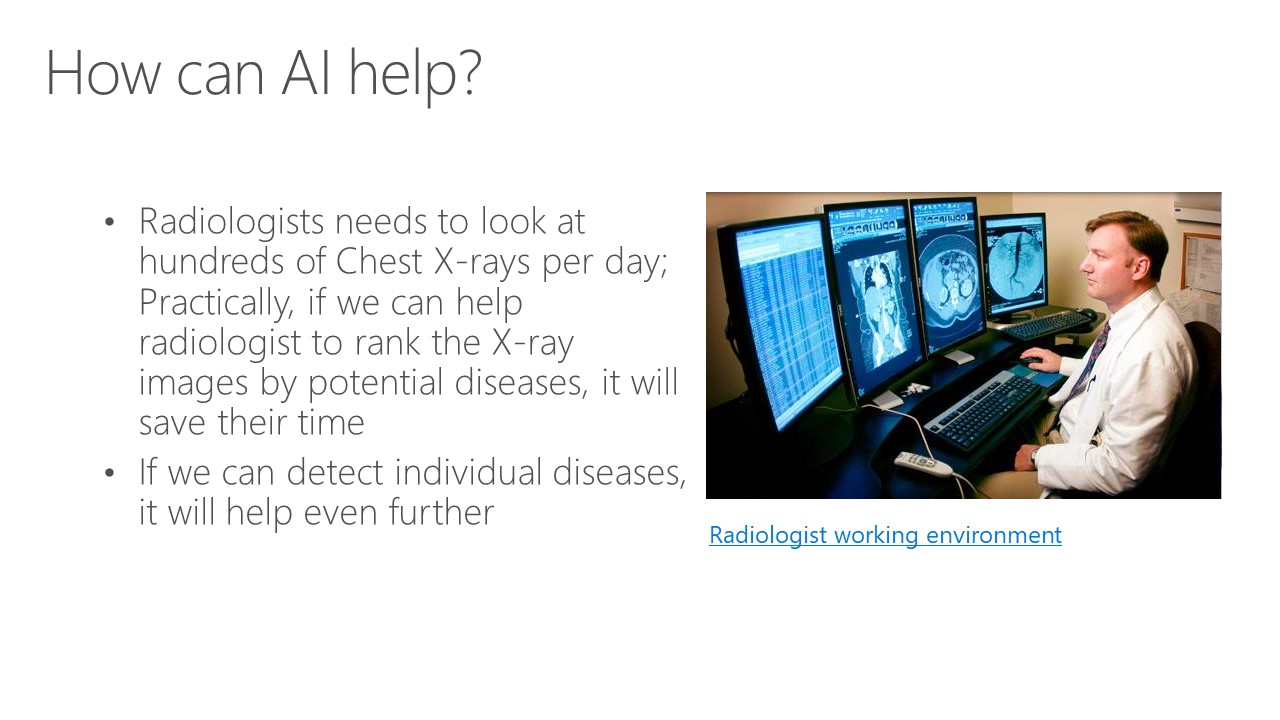 How can AI help?
• Radiologists needs to look at
hundreds of Chest X-rays per day;
Practically, if we can help
radiologist to rank the X-ray
images by potential diseases, it will
save their time
• If we can detect individual diseases,
it will help even further
Radiologist working environment